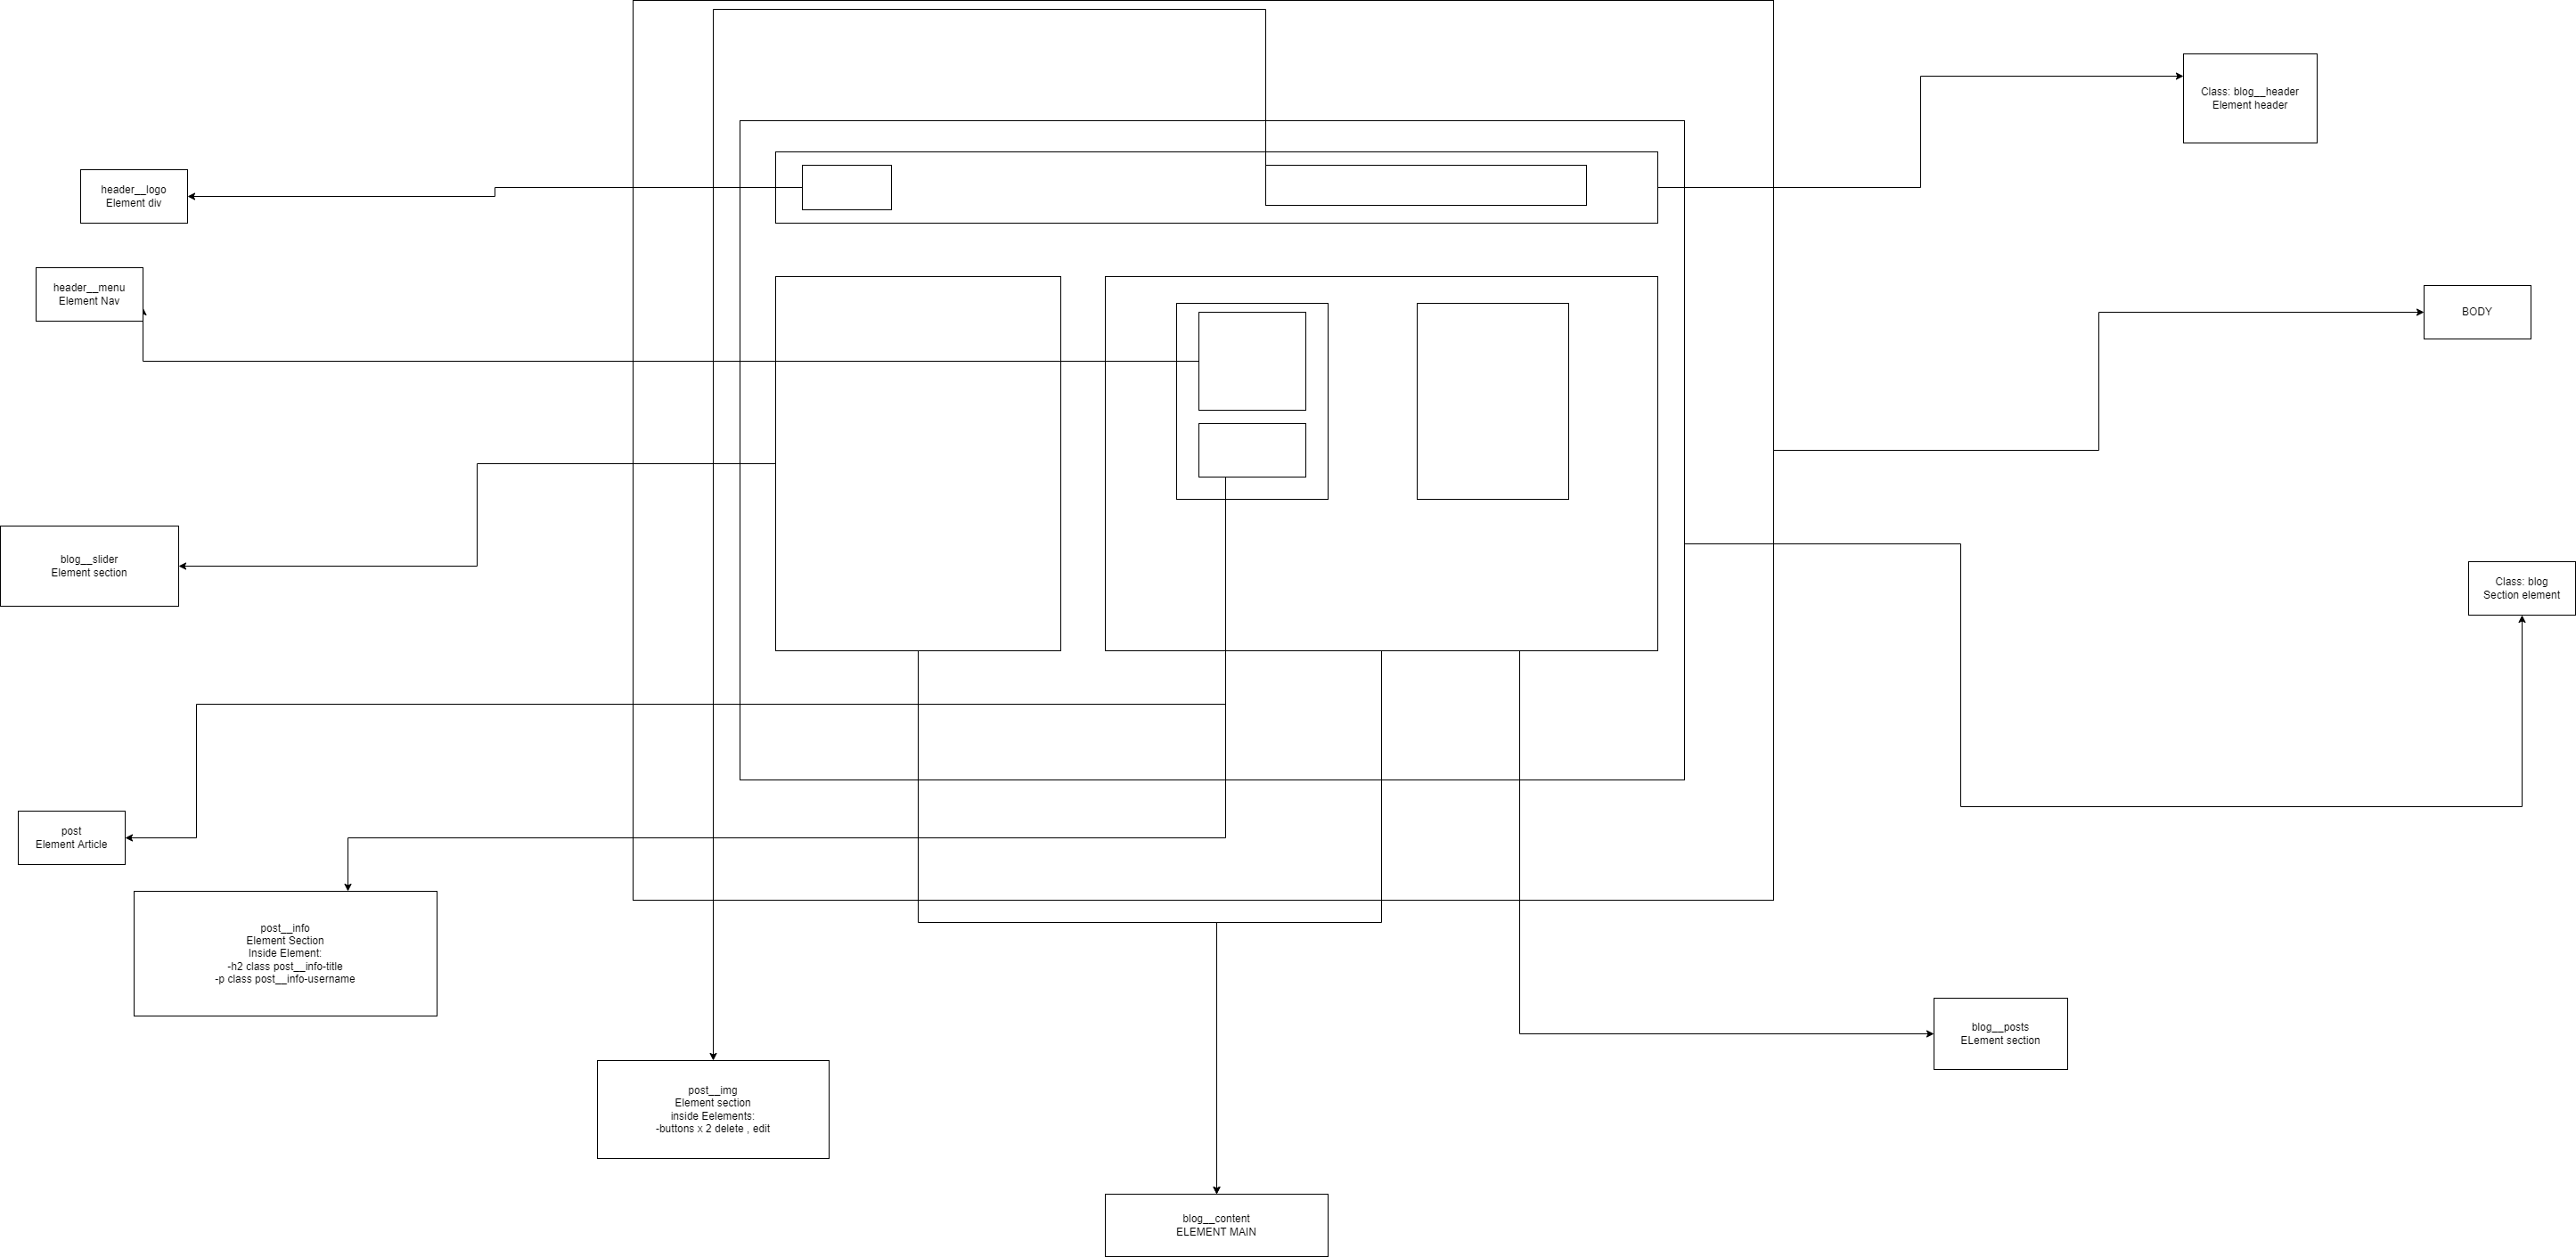 Class: blog__header
Element header
header__logo
Element div
header__menu
Element Nav
BODY
blog__slider
Element section
Class: blog
Section element
post
Element Article
post__info
Element Section
Inside Element:
-h2 class post__info-title
-p class post__info-username
blog__posts
ELement section
post__img
Element section
inside Eelements:
-buttons x 2 delete , edit
blog__content
ELEMENT MAIN